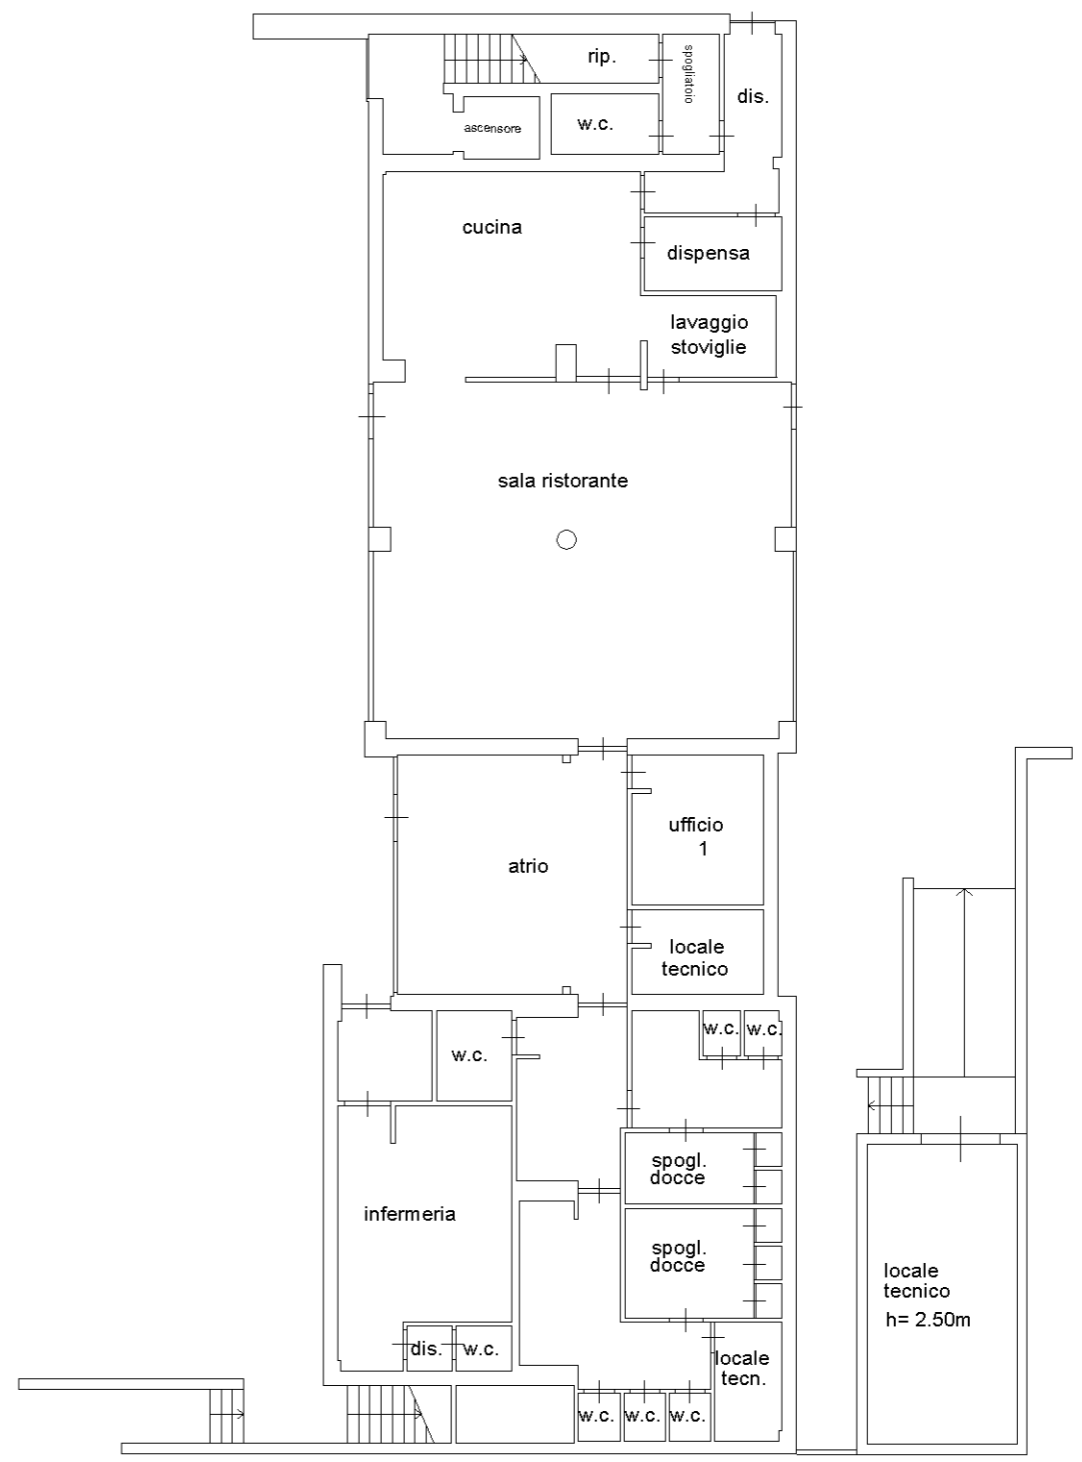 rip.
spogliatoio
dis.
ascensore
w.c.
cucina
dispensa
lavaggio
stoviglie
sala ristorante
ufficio
1
atrio
locale
tecnico
w.c.
w.c.
w.c.
spogl.
docce
infermeria
spogl.
docce
locale
tecnico
h= 2.50m
dis.
w.c.
locale
tecn.
w.c.
w.c.
w.c.